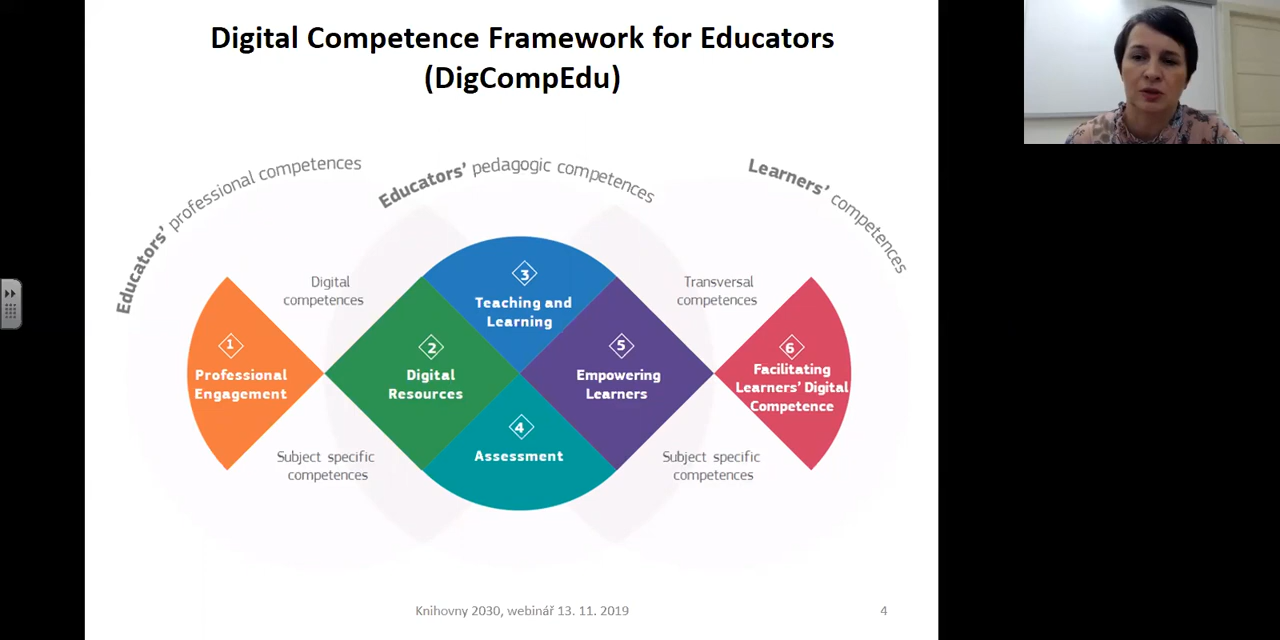 Digital Competence Framework for Educators
(DigCompEdu)
Educators' professional competences
Educators' pedagogic competences
Learners' competences
Digital
competences
Transversal
competences
1
Professional
Engagement
2
Digital
Resources
3
Teaching and
Learning
4
Assessment
5
Empowering
Learners
6
Facilitating
Learners' Digital
Competence
Subject specific
competences
Subject specific
competences
Knihovny 2030, webinář 13. 11. 2019
4